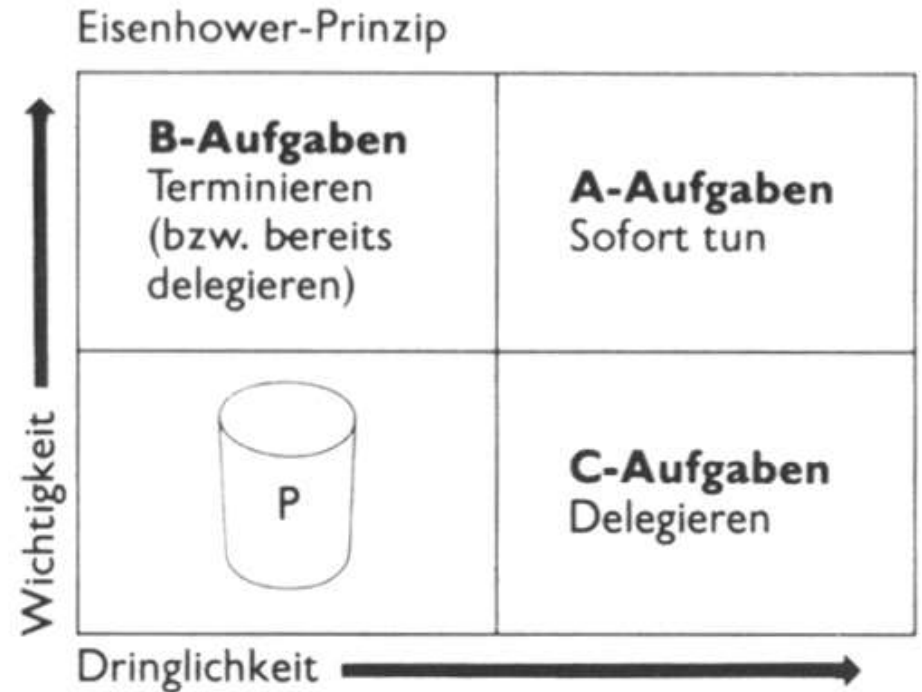 Eisenhower-Prinzip
B-Aufgaben
Terminieren
(bzw. bereits
delegieren)
A-Aufgaben
Sofort tun
P
C-Aufgaben
Delegieren
Wichtigkeit
Dringlichkeit